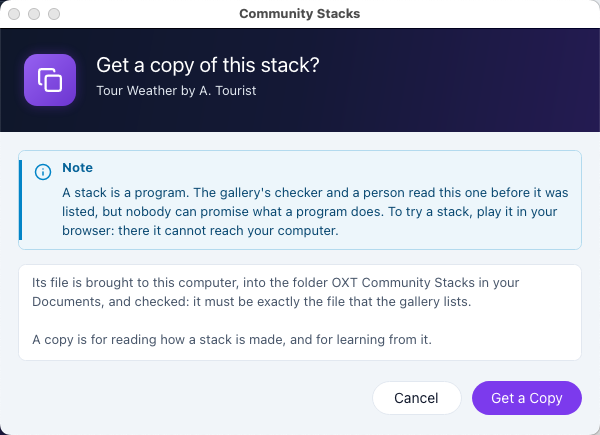 Community Stacks
Get a copy of this stack?
Tour Weather by A. Tourist
Note
A stack is a program. The gallery's checker and a person read this one before it was
listed, but nobody can promise what a program does. To try a stack, play it in your
browser: there it cannot reach your computer.
Its file is brought to this computer, into the folder OXT Community Stacks in your
Documents, and checked: it must be exactly the file that the gallery lists.
A copy is for reading how a stack is made, and for learning from it.
Cancel
Get a Copy